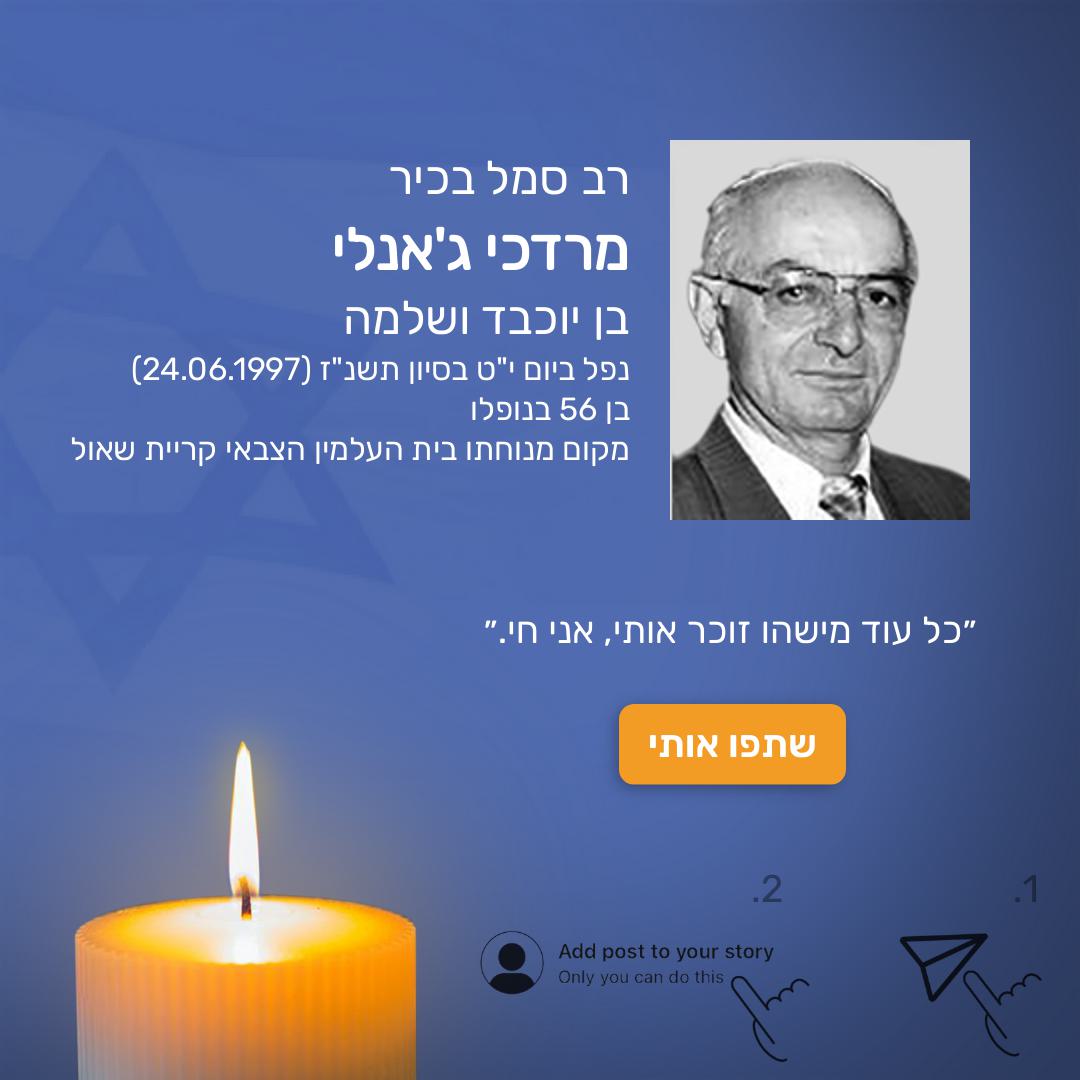 רב סמל בכיר
מרדכי ג'אנלי
בן יוכבד ושלמה
נפל ביום י"ט בסיון תשנ"ז (24.06.1997)
בן 56 בנופלו
מקום מנוחתו בית העלמין הצבאי קריית שאול
״כל עוד מישהו זוכר אותי, אני חי.״
שתפו אותי
1.
2.
Add post to your story
Only you can do this